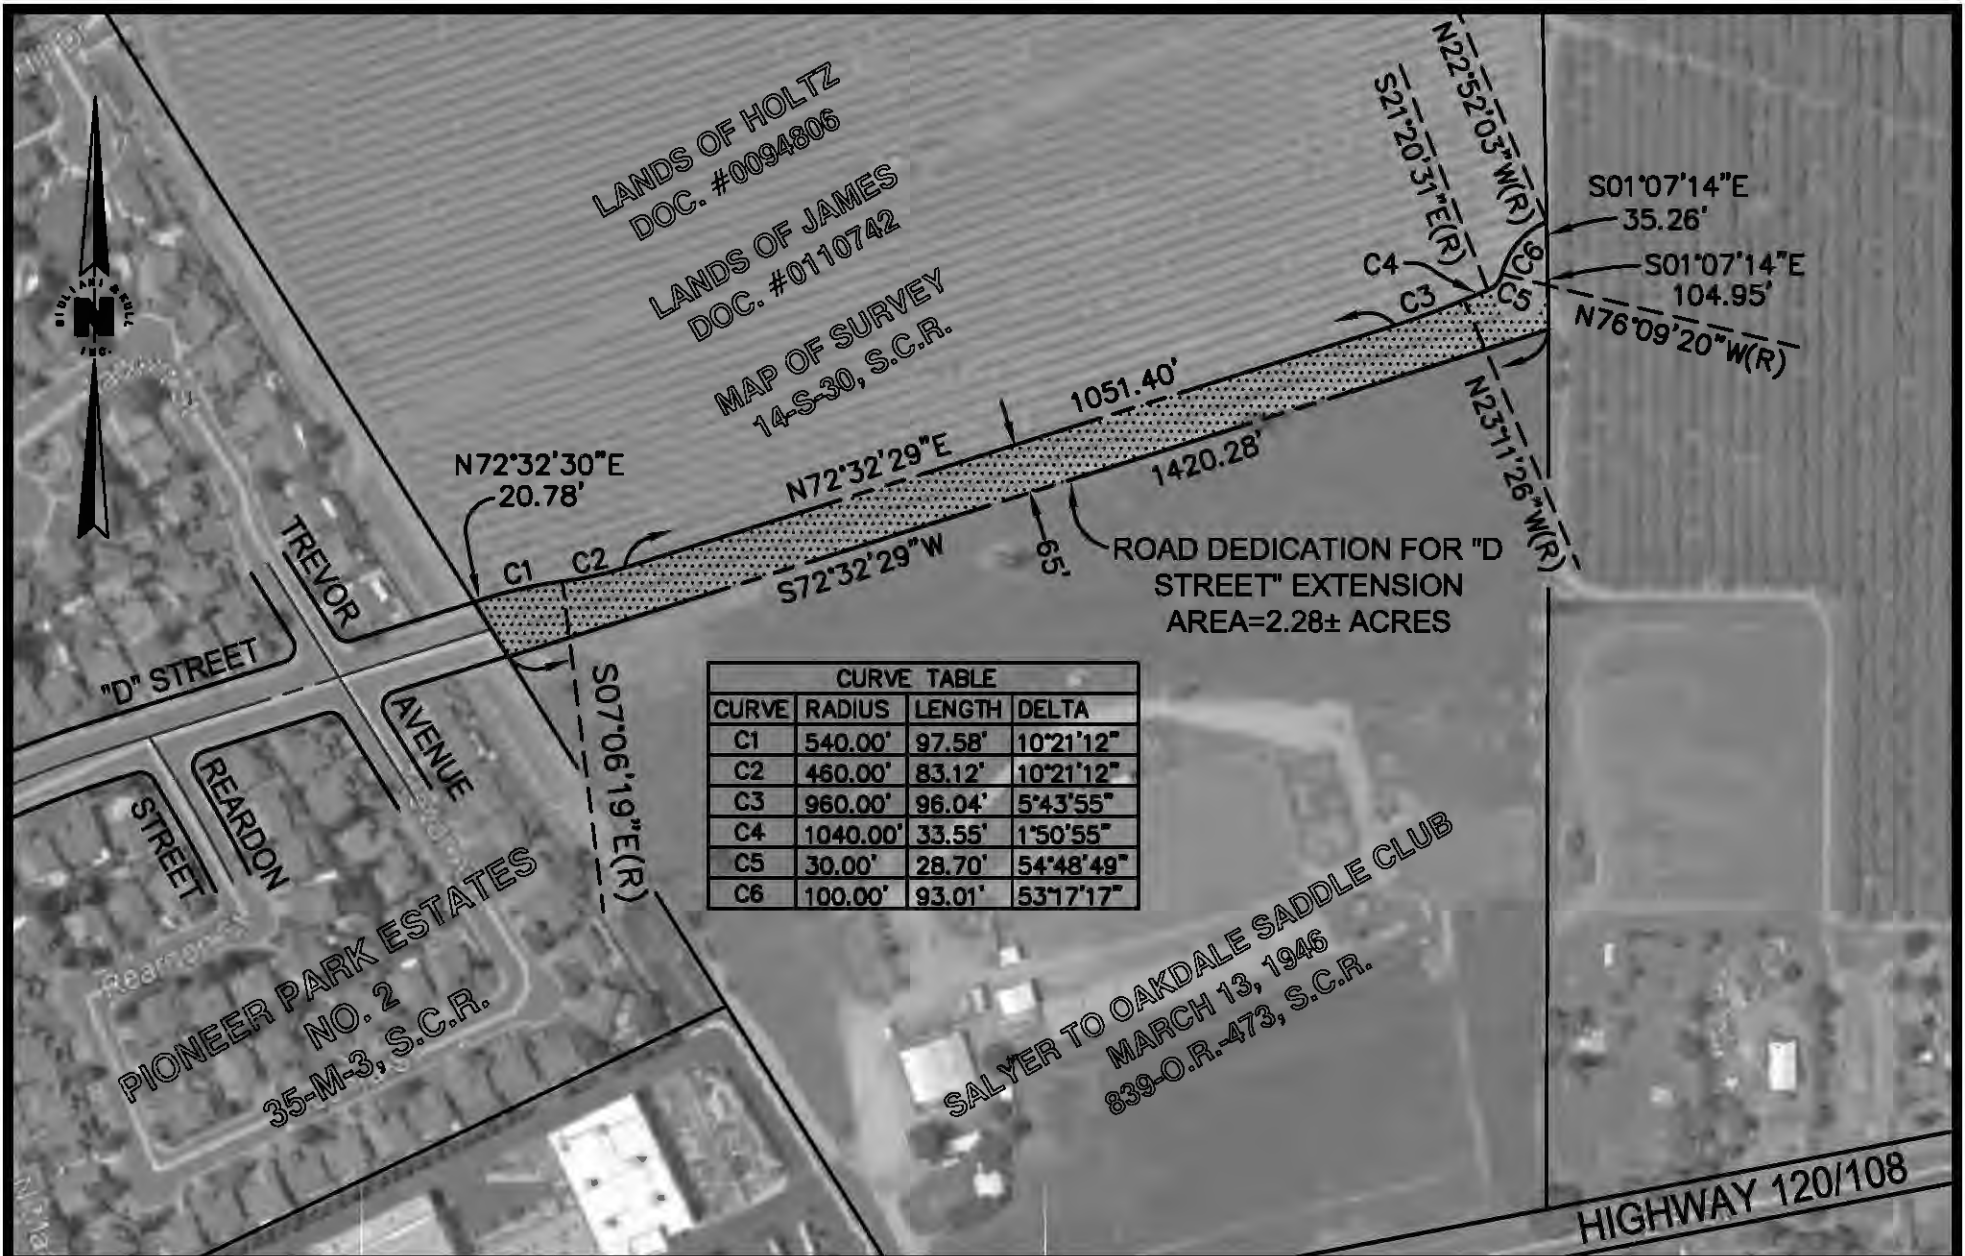 LANDS OF HOLTZ
DOC. #0094806
LANDS OF JAMES
DOC. #0110742
MAP OF SURVEY
14-S-30, S.C.R.
N22°52'03"W(R)
S21°20'31"E(R)
S01°07'14"E
35.26'
S01°07'14"E
104.95'
N76°09'20"W(R)
C4
C3
C5
C6
N23°11'26"W(R)
GIULIANI & KULL
N
INC.
N72°32'30"E
20.78'
C1
C2
N72°32'29"E
1051.40'
S72°32'29"W
1420.28'
65'
ROAD DEDICATION FOR "D
STREET" EXTENSION
AREA=2.28± ACRES
TREVOR
AVENUE
"D" STREET
REARDON
STREET
S07°06'19"E(R)
CURVE TABLE
CURVE RADIUS LENGTH DELTA
C1 540.00' 97.58' 10°21'12"
C2 460.00' 83.12' 10°21'12"
C3 960.00' 96.04' 5°43'55"
C4 1040.00' 33.55' 1°50'55"
C5 30.00' 28.70' 54°48'49"
C6 100.00' 93.01' 53°17'17"
PIONEER PARK ESTATES
NO. 2
35-M-3, S.C.R.
SALYER TO OAKDALE SADDLE CLUB
MARCH 13, 1946
839-O.R.-473, S.C.R.
HIGHWAY 120/108